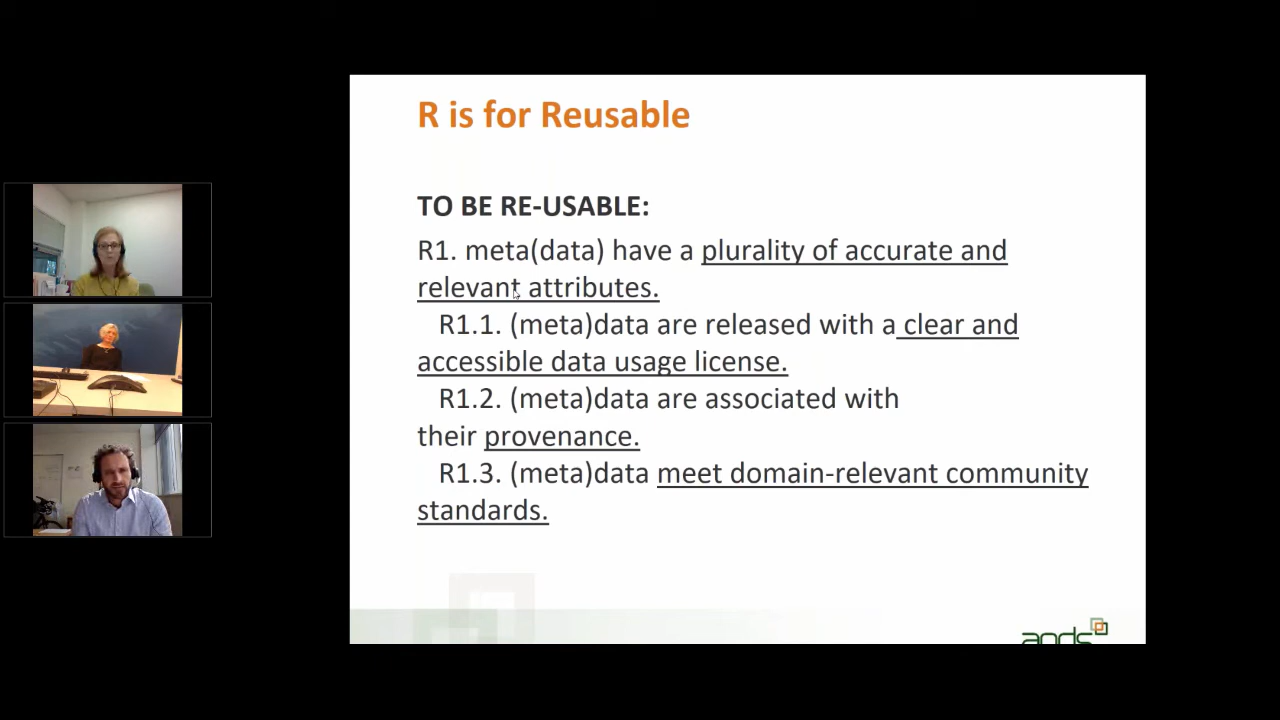 R is for Reusable
TO BE RE-USABLE:
R1. meta(data) have a plurality of accurate and
relevant attributes.
R1.1. (meta)data are released with a clear and
accessible data usage license.
R1.2. (meta)data are associated with
their provenance.
R1.3. (meta)data meet domain-relevant community
standards.
ands